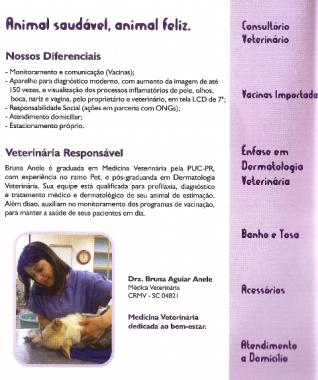 Animal saudável, animal feliz.
Nossos Diferenciais
- Monitoramento e comunicação (Vacinas);
- Aparelho para diagnóstico moderno, com aumento da imagem de até
150 vezes, e visualização dos processos inflamatórios de pele, olhos,
boca, nariz e vagina, pelo proprietário e veterinário, em tela LCD de 7";
- Responsabilidade Social (ações em parceria com ONGs);
- Atendimento domiciliar;
- Estacionamento próprio.
Veterinária Responsável
Bruna Anele é graduada em Medicina Veterinária pela PUC-PR,
com experiência no ramo Pet, e pós-graduanda em Dermatologia
Veterinária. Sua equipe está qualificada para profilaxia, diagnóstico
e tratamento médico e dermatológico de seu animal de estimação.
Além disso, auxiliam no monitoramento dos programas de vacinação,
para manter a saúde de seus pacientes em dia.
Dra. Bruna Aguiar Anele
Médica Veterinária
CRMV - SC 04821
Medicina Veterinária
dedicada ao bem-estar.
Consultório
Veterinário
Vacinas Importada
Ênfase em
Dermatologia
Veterinária
Banho e Tosa
Acessórios
Atendimento
a Domicílio